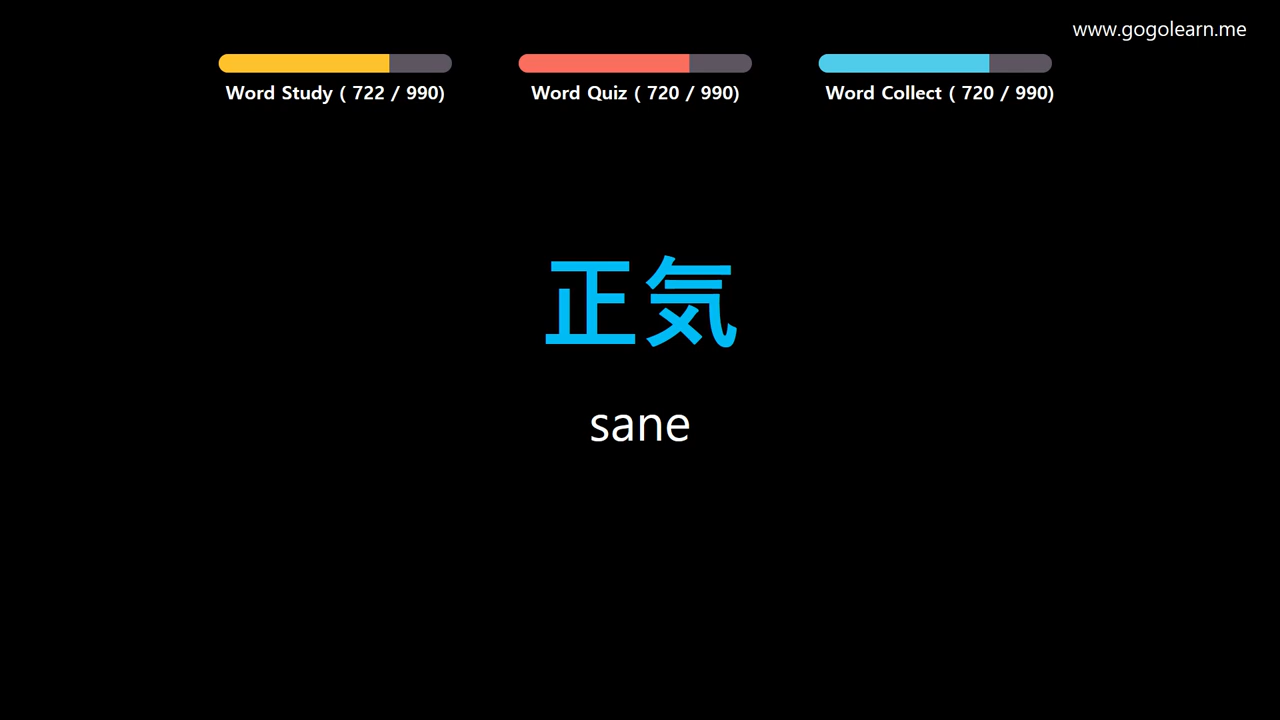 www.gogolearn.me
Word Study ( 722 / 990)
Word Quiz ( 720 / 990)
Word Collect ( 720 / 990)
正気
sane